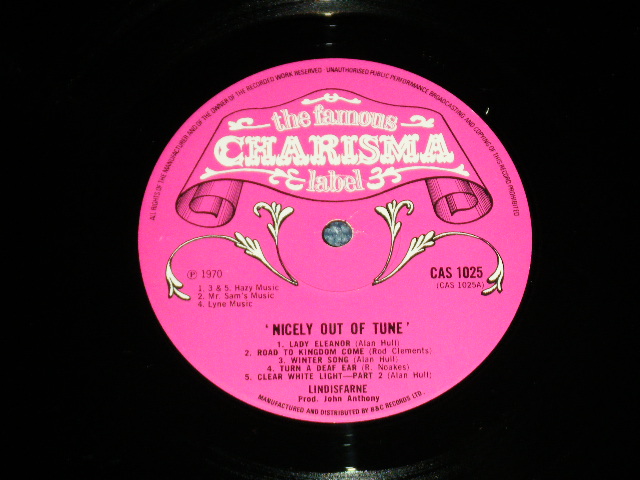 ALL RIGHTS OF THE MANUFACTURER AND OF THE OWNER OF THE RECORDED WORK RESERVED UNAUTHORISED PUBLIC PERFORMANCE BROADCASTING AND COPYING OF THIS RECORD PROHIBITED
the famous
CHARISMA
label
℗ 1970
1. 3 & 5. Hazy Music
2. Mr. Sam's Music
4. Lyne Music
CAS 1025
(CAS 1025A)
'NICELY OUT OF TUNE'
1. LADY ELEANOR (Alan Hull)
2. ROAD TO KINGDOM COME (Rod Clements)
3. WINTER SONG (Alan Hull)
4. TURN A DEAF EAR (R. Noakes)
5. CLEAR WHITE LIGHT—PART 2 (Alan Hull)
LINDISFARNE
Prod. John Anthony
MANUFACTURED AND DISTRIBUTED BY B&C RECORDS LTD.